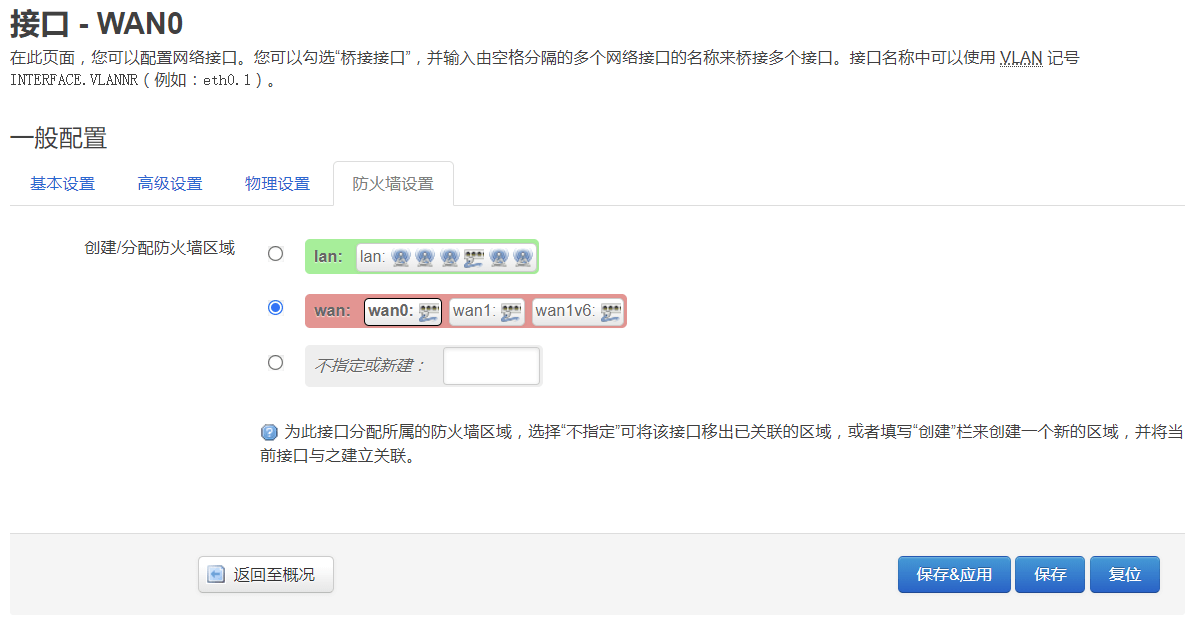 接口 - WAN0
在此页面，您可以配置网络接口。您可以勾选“桥接接口”，并输入由空格分隔的多个网络接口的名称来桥接多个接口。接口名称中可以使用 VLAN 记号
INTERFACE.VLANNR（例如：eth0.1）。
一般配置
基本设置 高级设置 物理设置 防火墙设置
创建/分配防火墙区域 lan: lan:
wan: wan0: wan1: wan1v6:
不指定或新建：
为此接口分配所属的防火墙区域，选择“不指定”可将该接口移出已关联的区域，或者填写“创建”栏来创建一个新的区域，并将当
前接口与之建立关联。
返回至概况 保存&应用 保存 复位